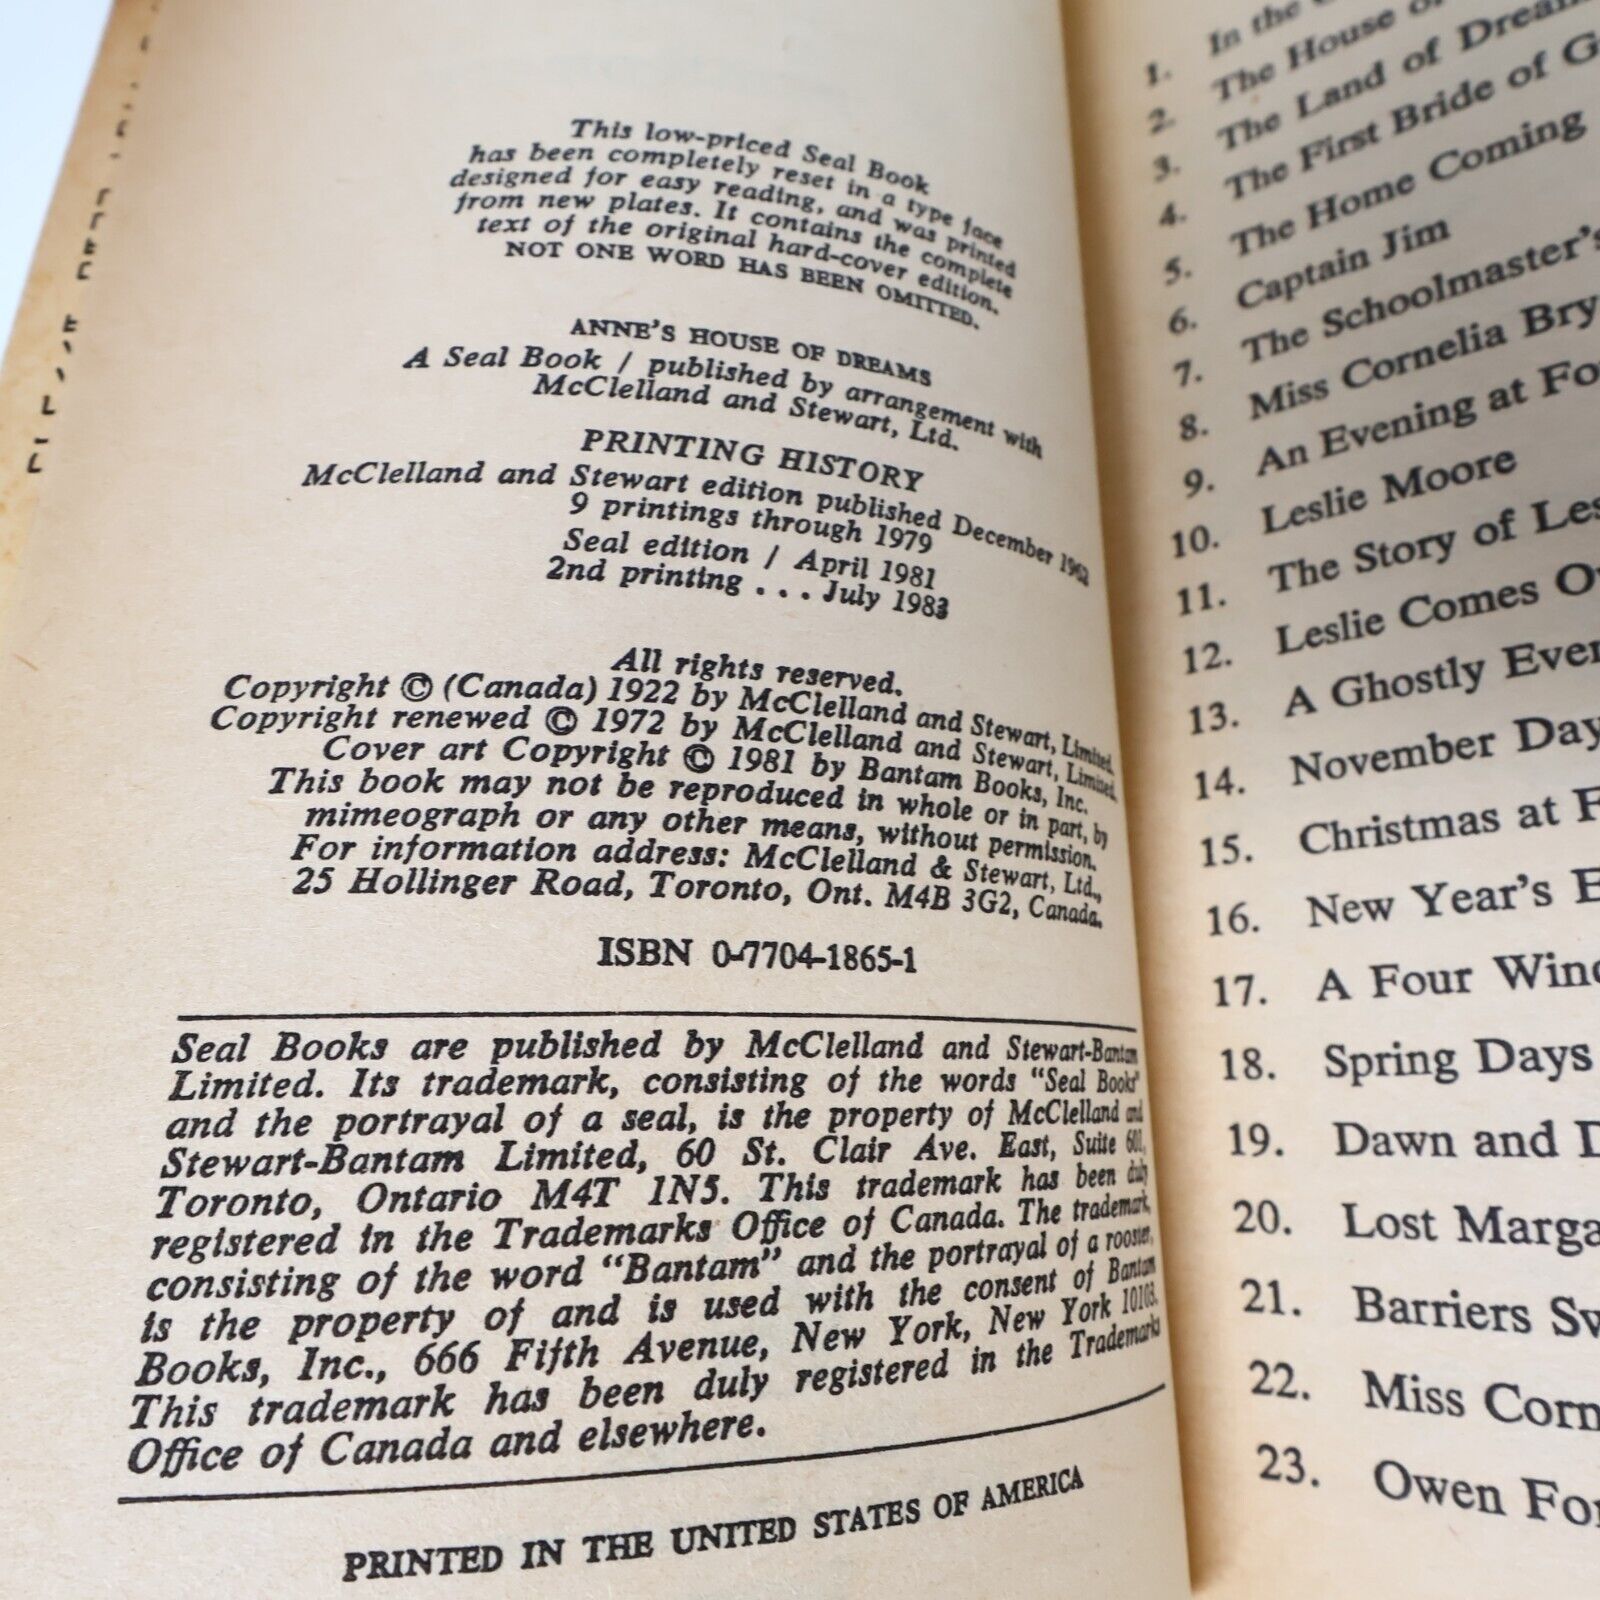 This low-priced Seal Book
has been completely reset in a type face
designed for easy reading, and was printed
from new plates. It contains the complete
text of the original hard-cover edition.
NOT ONE WORD HAS BEEN OMITTED.
ANNE'S HOUSE OF DREAMS
A Seal Book / published by arrangement with
McClelland and Stewart, Ltd.
PRINTING HISTORY
McClelland and Stewart edition published December 1962
9 printings through 1979
Seal edition / April 1981
2nd printing . . . July 1983
All rights reserved.
Copyright © (Canada) 1922 by McClelland and Stewart, Limited.
Copyright renewed © 1972 by McClelland and Stewart, Limited.
Cover art Copyright © 1981 by Bantam Books, Inc.
This book may not be reproduced in whole or in part, by
mimeograph or any other means, without permission.
For information address: McClelland & Stewart, Ltd.,
25 Hollinger Road, Toronto, Ont. M4B 3G2, Canada.
ISBN 0-7704-1865-1
Seal Books are published by McClelland and Stewart-Bantam
Limited. Its trademark, consisting of the words "Seal Books"
and the portrayal of a seal, is the property of McClelland and
Stewart-Bantam Limited, 60 St. Clair Ave. East, Suite 601,
Toronto, Ontario M4T 1N5. This trademark has been duly
registered in the Trademarks Office of Canada. The trademark,
consisting of the word "Bantam" and the portrayal of a rooster,
is the property of and is used with the consent of Bantam
Books, Inc., 666 Fifth Avenue, New York, New York 10103.
This trademark has been duly registered in the Trademarks
Office of Canada and elsewhere.
PRINTED IN THE UNITED STATES OF AMERICA
1. In the
2. The House of
3. The Land of Dream
4. The First Bride of G
5. The Home Coming
6. Captain Jim
7. The Schoolmaster's
8. Miss Cornelia Bry
9. An Evening at Fo
10. Leslie Moore
11. The Story of Les
12. Leslie Comes Ov
13. A Ghostly Even
14. November Day
15. Christmas at F
16. New Year's E
17. A Four Wind
18. Spring Days
19. Dawn and D
20. Lost Marga
21. Barriers Sw
22. Miss Corn
23. Owen For